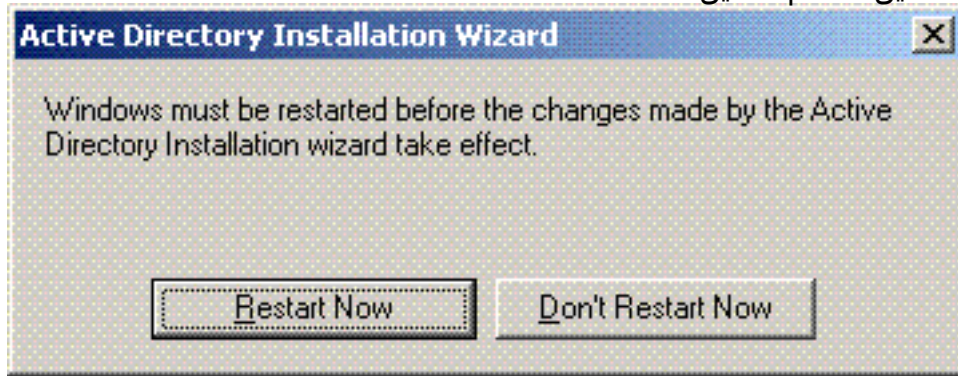 Active Directory Installation Wizard
Windows must be restarted before the changes made by the Active
Directory Installation wizard take effect.
Restart Now
Don't Restart Now